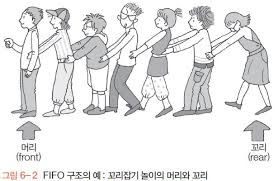 머리 꼬리
(front) (rear)
그림 6-2 FIFO 구조의 예 : 꼬리잡기 놀이의 머리와 꼬리